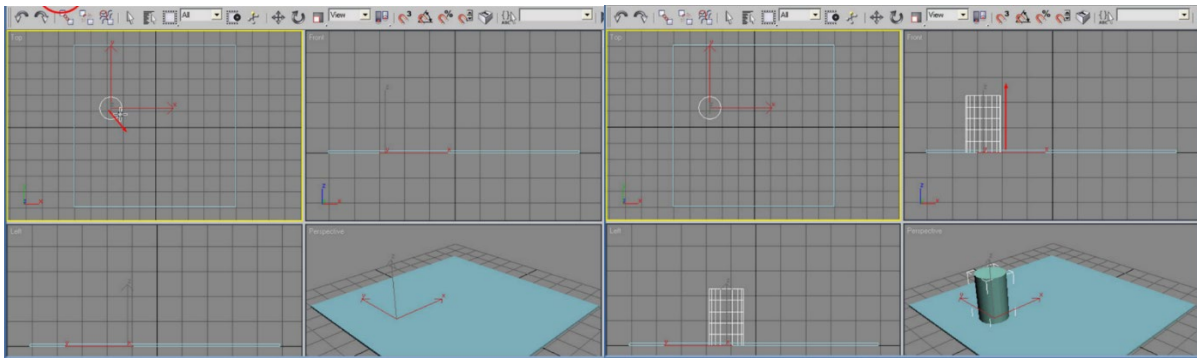 All View All View
Top Front Top Front
Left Perspective Left Perspective